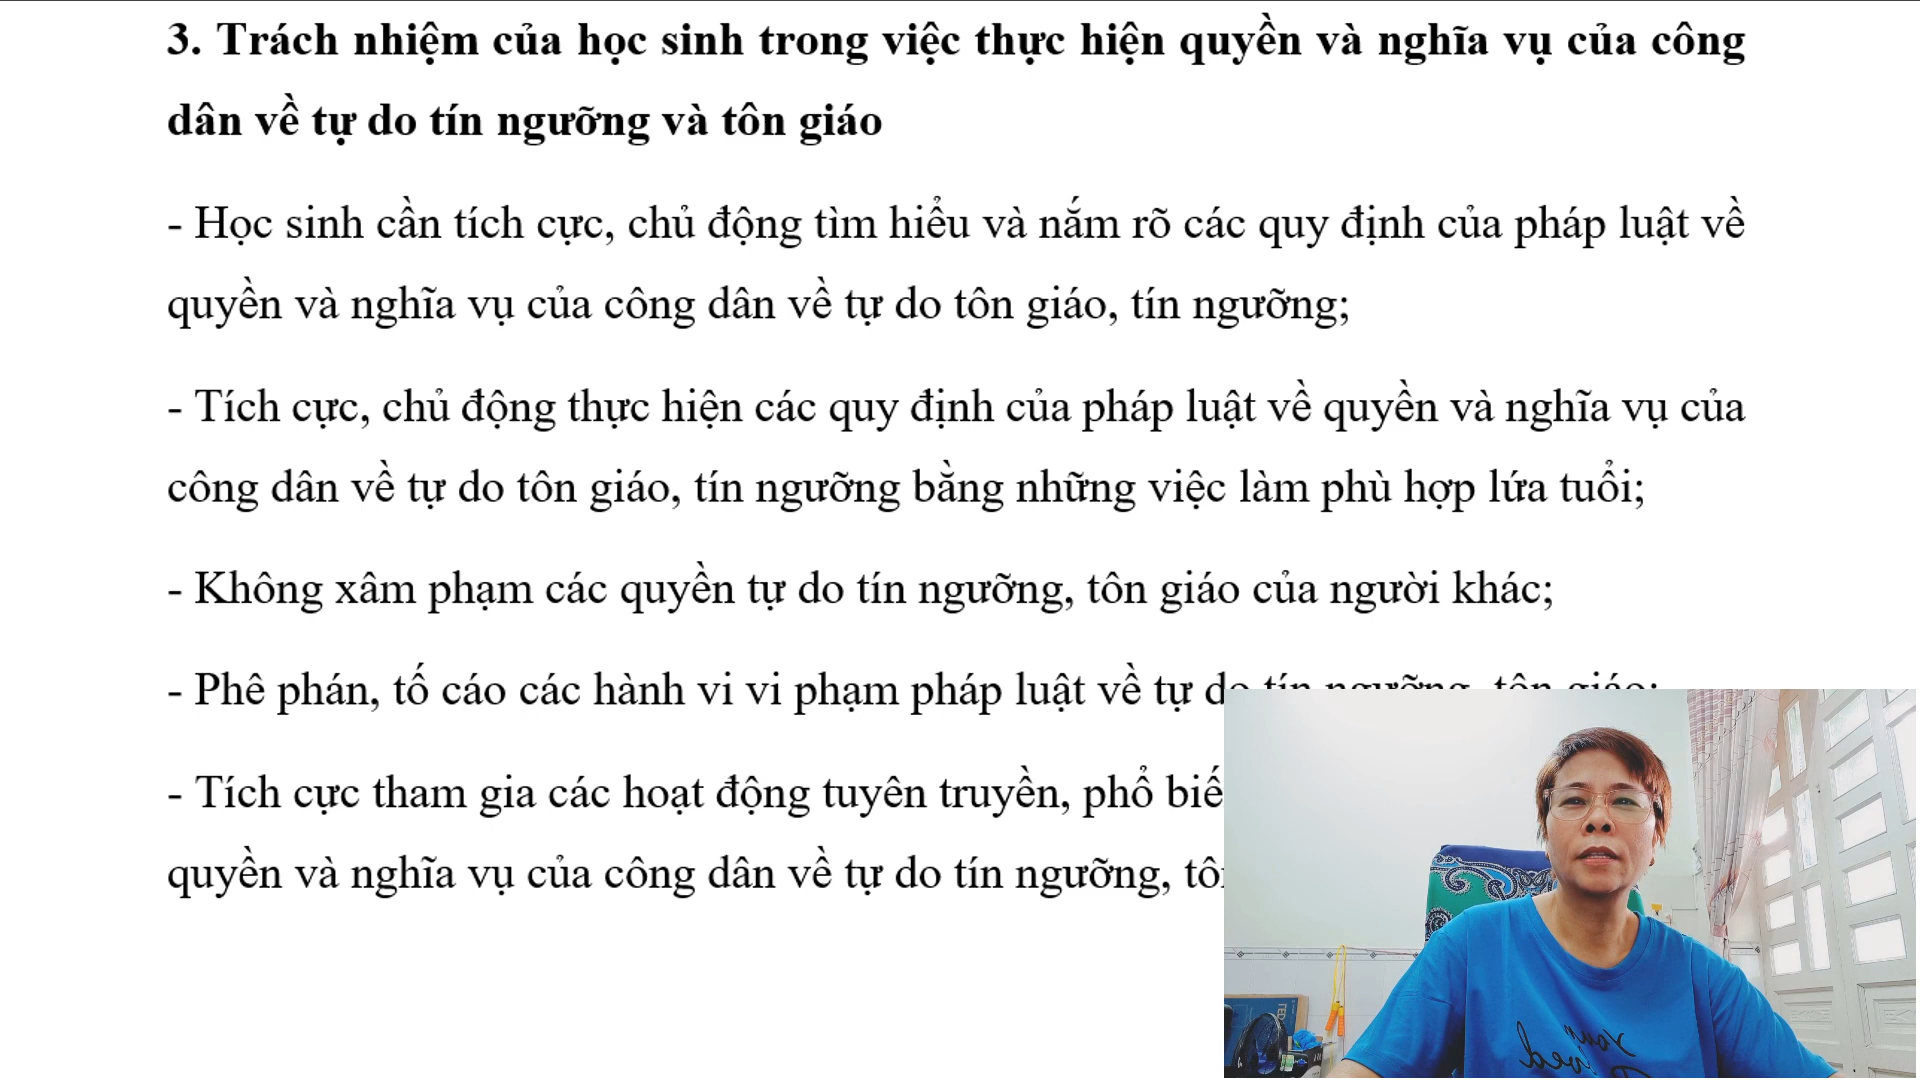 3. Trách nhiệm của học sinh trong việc thực hiện quyền và nghĩa vụ của công
dân về tự do tín ngưỡng và tôn giáo
- Học sinh cần tích cực, chủ động tìm hiểu và nắm rõ các quy định của pháp luật về
quyền và nghĩa vụ của công dân về tự do tôn giáo, tín ngưỡng;
- Tích cực, chủ động thực hiện các quy định của pháp luật về quyền và nghĩa vụ của
công dân về tự do tôn giáo, tín ngưỡng bằng những việc làm phù hợp lứa tuổi;
- Không xâm phạm các quyền tự do tín ngưỡng, tôn giáo của người khác;
- Phê phán, tố cáo các hành vi vi phạm pháp luật về tự do tín ngưỡng, tôn giáo;
- Tích cực tham gia các hoạt động tuyên truyền, phổ
quyền và nghĩa vụ của công dân về tự do tín ngưỡng,